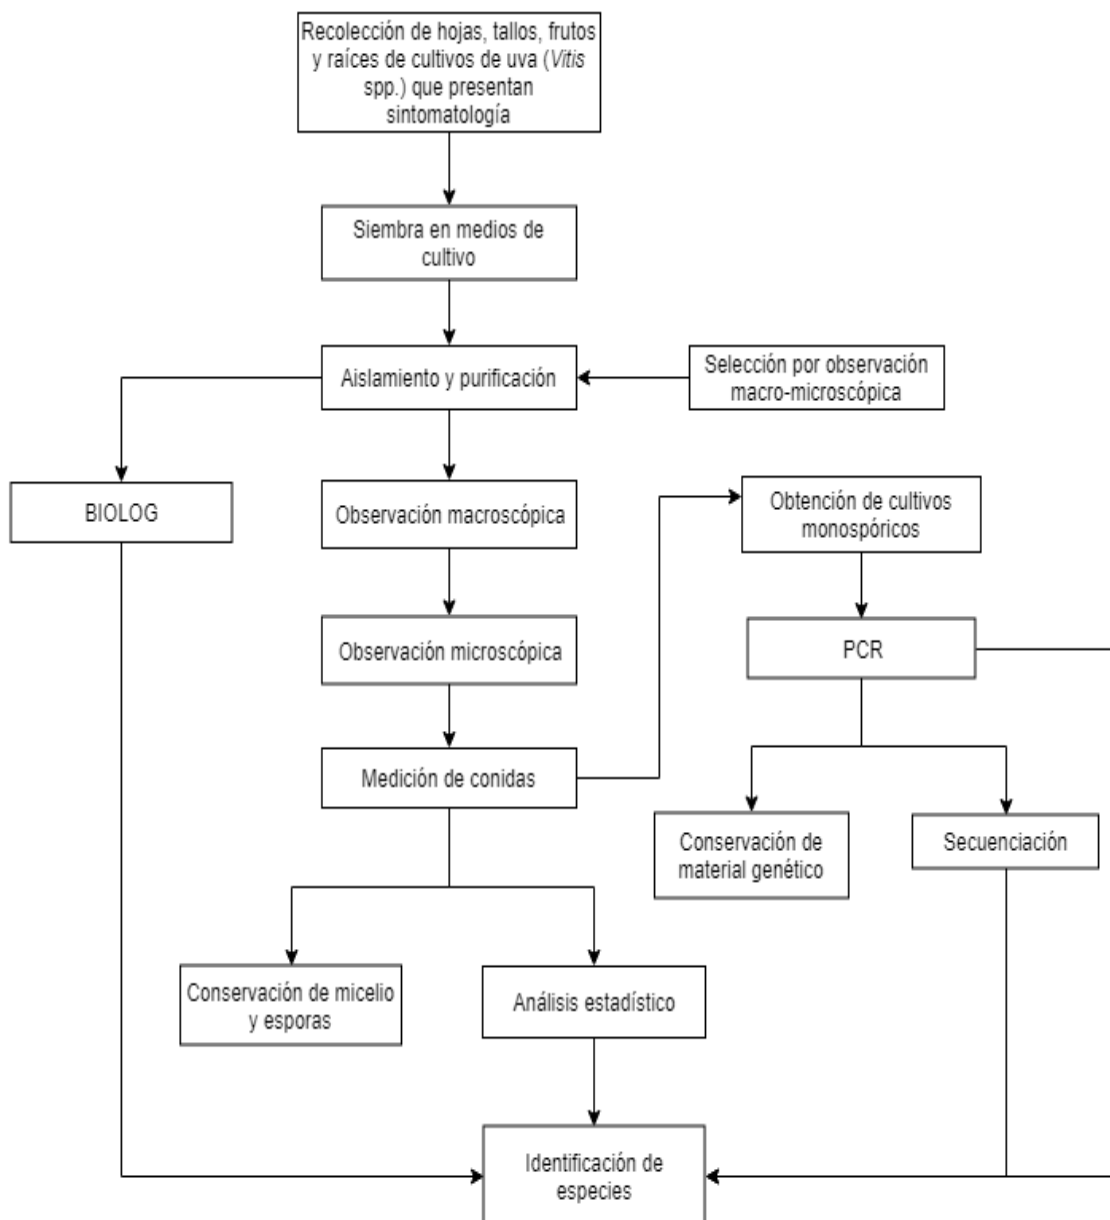 Recolección de hojas, tallos, frutos
y raíces de cultivos de uva (Vitis
spp.) que presentan
sintomatología
Siembra en medios de
cultivo
Aislamiento y purificación
Selección por observación
macro-microscópica
BIOLOG
Observación macroscópica
Obtención de cultivos
monospóricos
Observación microscópica
PCR
Medición de conidas
Conservación de
material genético
Secuenciación
Conservación de micelio
y esporas
Análisis estadístico
Identificación de
especies